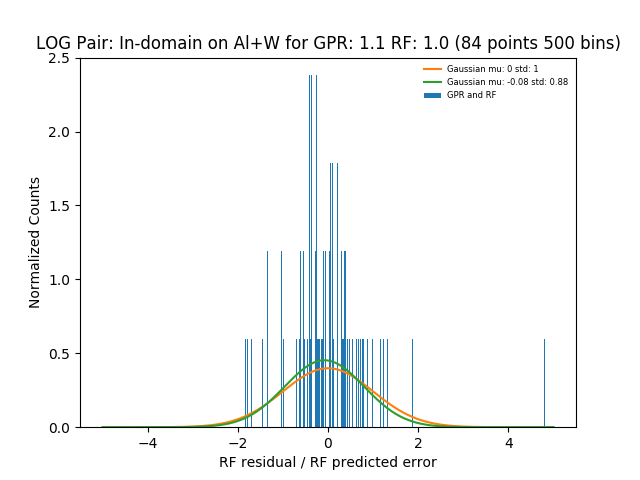 LOG Pair: In-domain on Al+W for GPR: 1.1 RF: 1.0 (84 points 500 bins)
Gaussian mu: 0 std: 1
Gaussian mu: -0.08 std: 0.88
GPR and RF
Normalized Counts
2.5
2.0
1.5
1.0
0.5
0.0
−4 −2 0 2 4
RF residual / RF predicted error